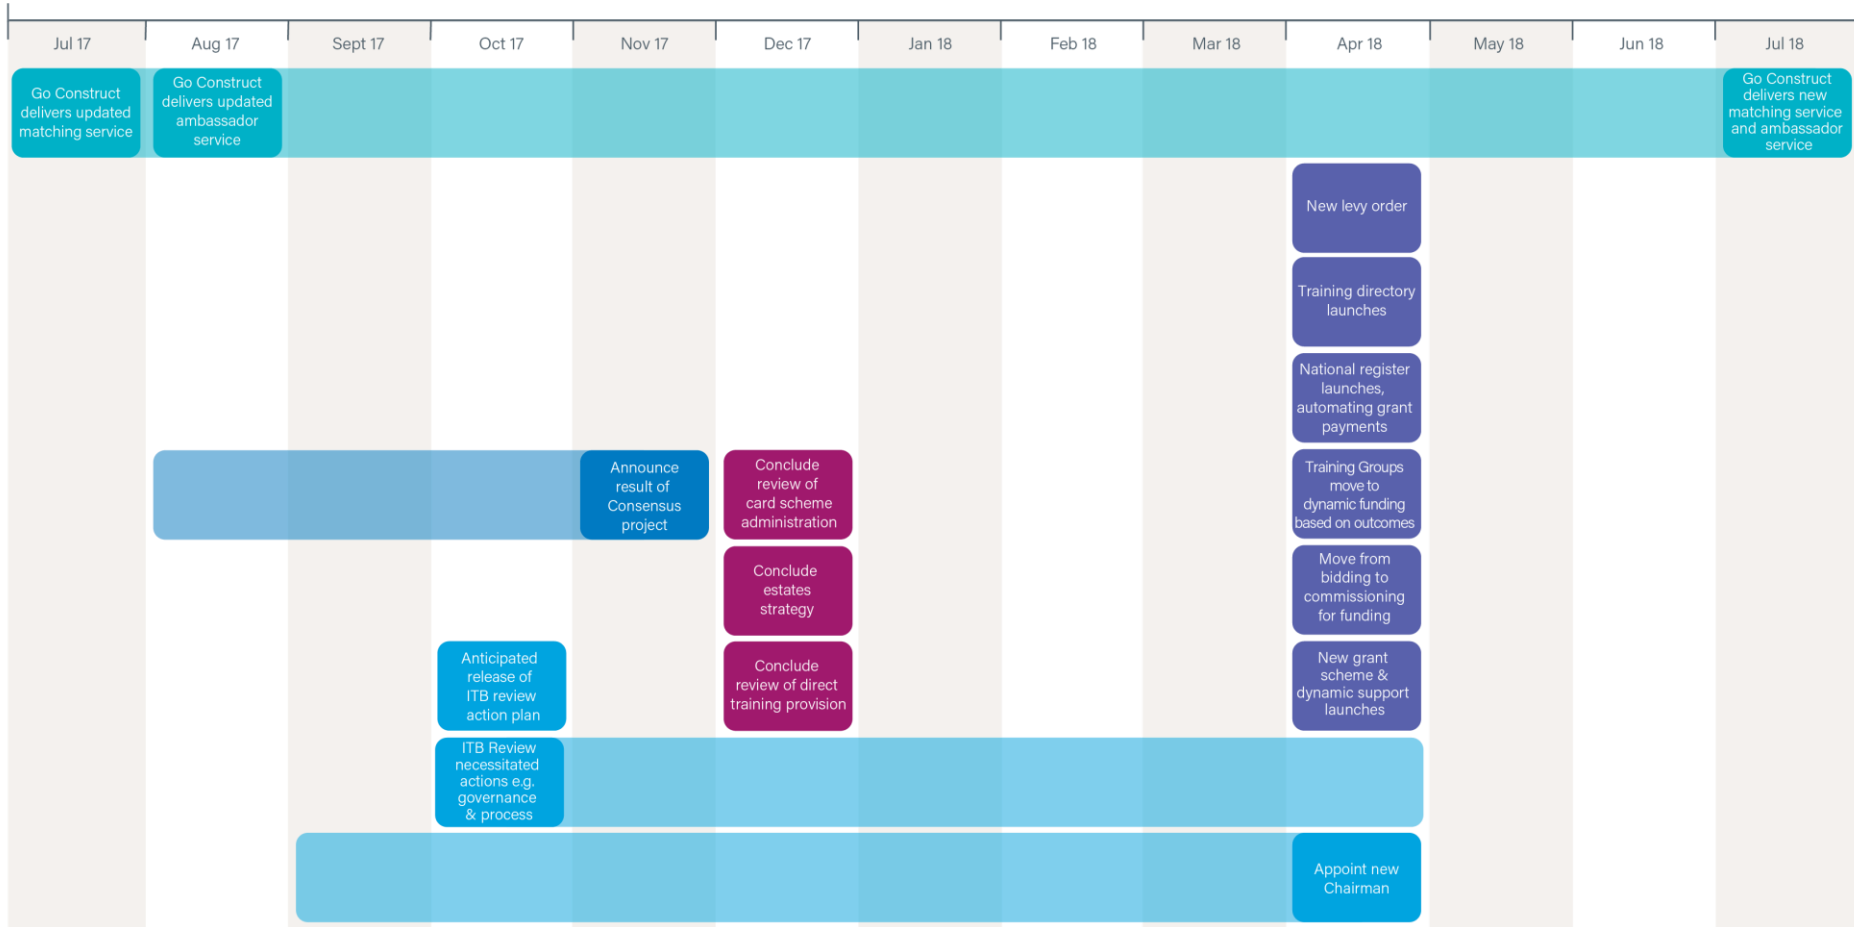 Jul 17
Aug 17
Sept 17
Oct 17
Nov 17
Dec 17
Jan 18
Feb 18
Mar 18
Apr 18
May 18
Jun 18
Jul 18
Go Construct
delivers updated
matching service
Go Construct
delivers updated
ambassador
service
Go Construct
delivers new
matching service
and ambassador
service
New levy order
Training directory
launches
National register
launches,
automating grant
payments
Announce
result of
Consensus
project
Conclude
review of
card scheme
administration
Training Groups
move to
dynamic funding
based on outcomes
Conclude
estates
strategy
Move from
bidding to
commissioning
for funding
Anticipated
release of
ITB review
action plan
Conclude
review of direct
training provision
New grant
scheme &
dynamic support
launches
ITB Review
necessitated
actions e.g.
governance
& process
Appoint new
Chairman